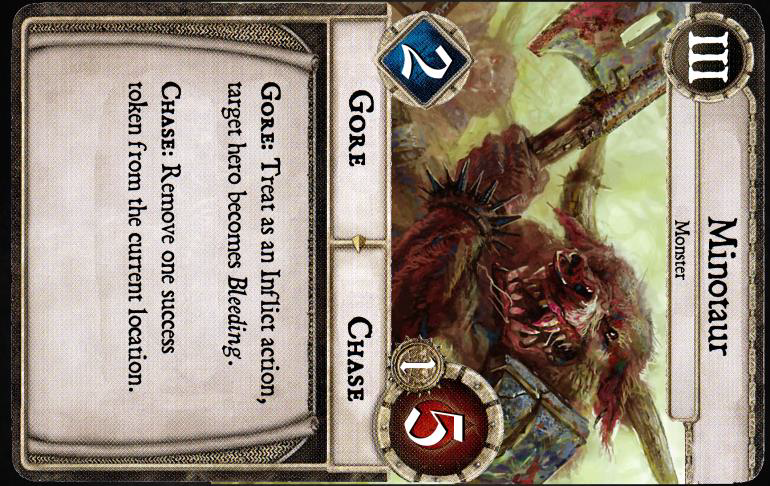 III
Minotaur
Monster
2
1
5
GORE
CHASE
GORE: Treat as an Inflict action,
target hero becomes Bleeding.
CHASE: Remove one success
token from the current location.